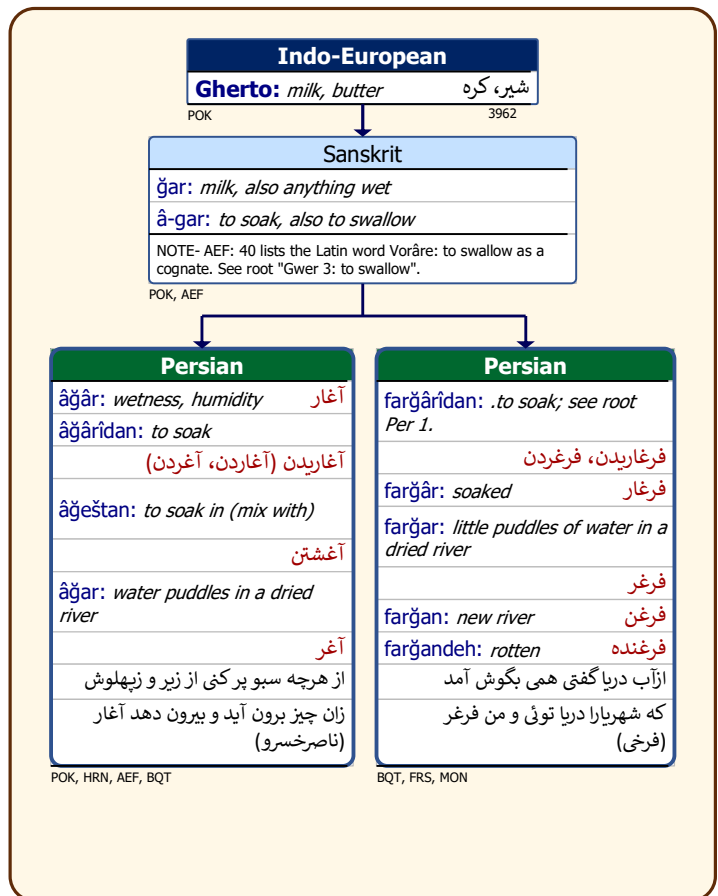 Indo-European
Gherto: milk, butter شیر، کره
POK 3962
Sanskrit
ğar: milk, also anything wet
â-gar: to soak, also to swallow
NOTE- AEF: 40 lists the Latin word Vorâre: to swallow as a
cognate. See root "Gwer 3: to swallow".
POK, AEF
Persian
âğâr: wetness, humidity آغار
âğârîdan: to soak
آغاریدن (آغاردن، آغردن)
âğeštan: to soak in (mix with)
آغشتن
âğar: water puddles in a dried
river
آغر
از هرچه سبو پر کنی از زیر و زپهلوش
زان چیز برون آید و بیرون دهد آغار
(ناصرخسرو)
POK, HRN, AEF, BQT
Persian
farğârîdan: .to soak; see root
Per 1.
فرغاریدن، فرغردن
farğâr: soaked فرغار
farğar: little puddles of water in a
dried river
فرغر
farğan: new river فرغن
farğandeh: rotten فرغنده
ازآب دریا گفتی همی بگوش آمد
که شهریارا دریا توئی و من فرغر
(فرخی)
BQT, FRS, MON